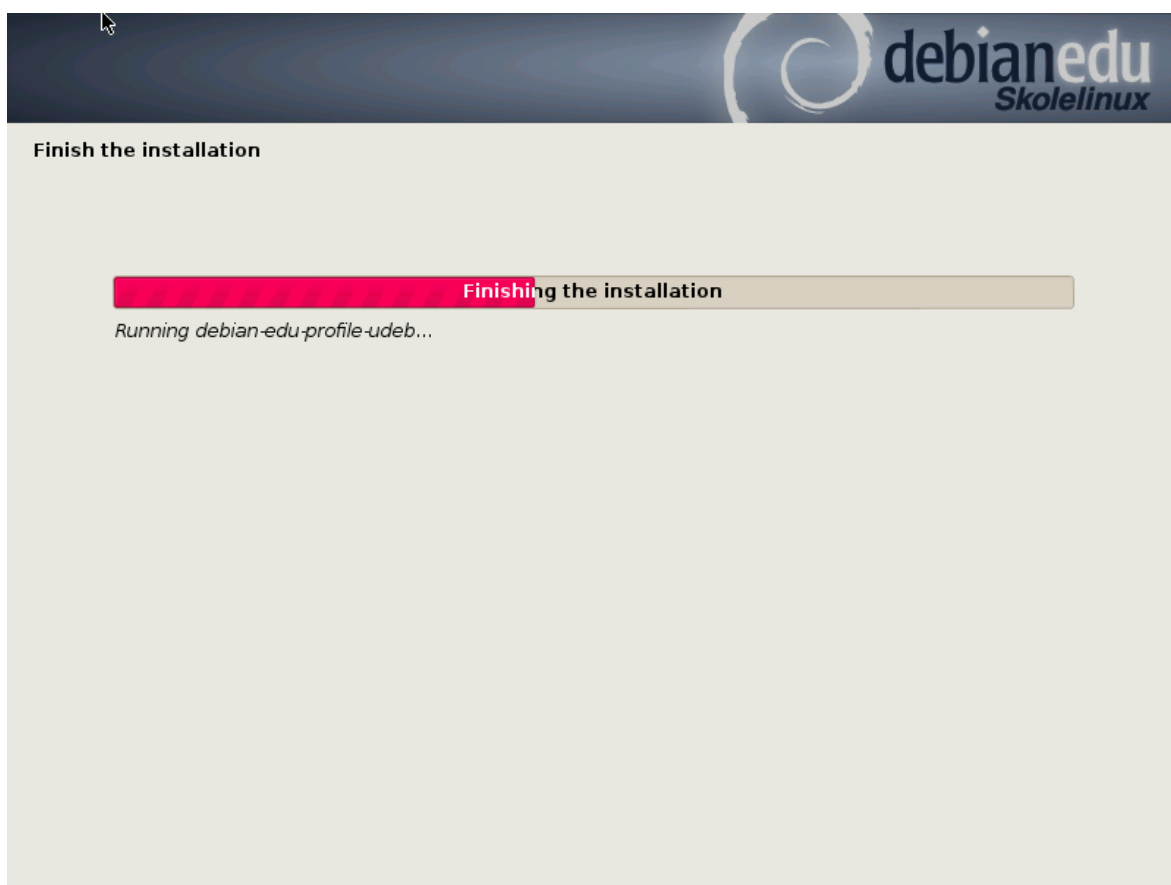 debianedu
Skolelinux
Finish the installation
Finishing the installation
Running debian-edu-profile-udeb...